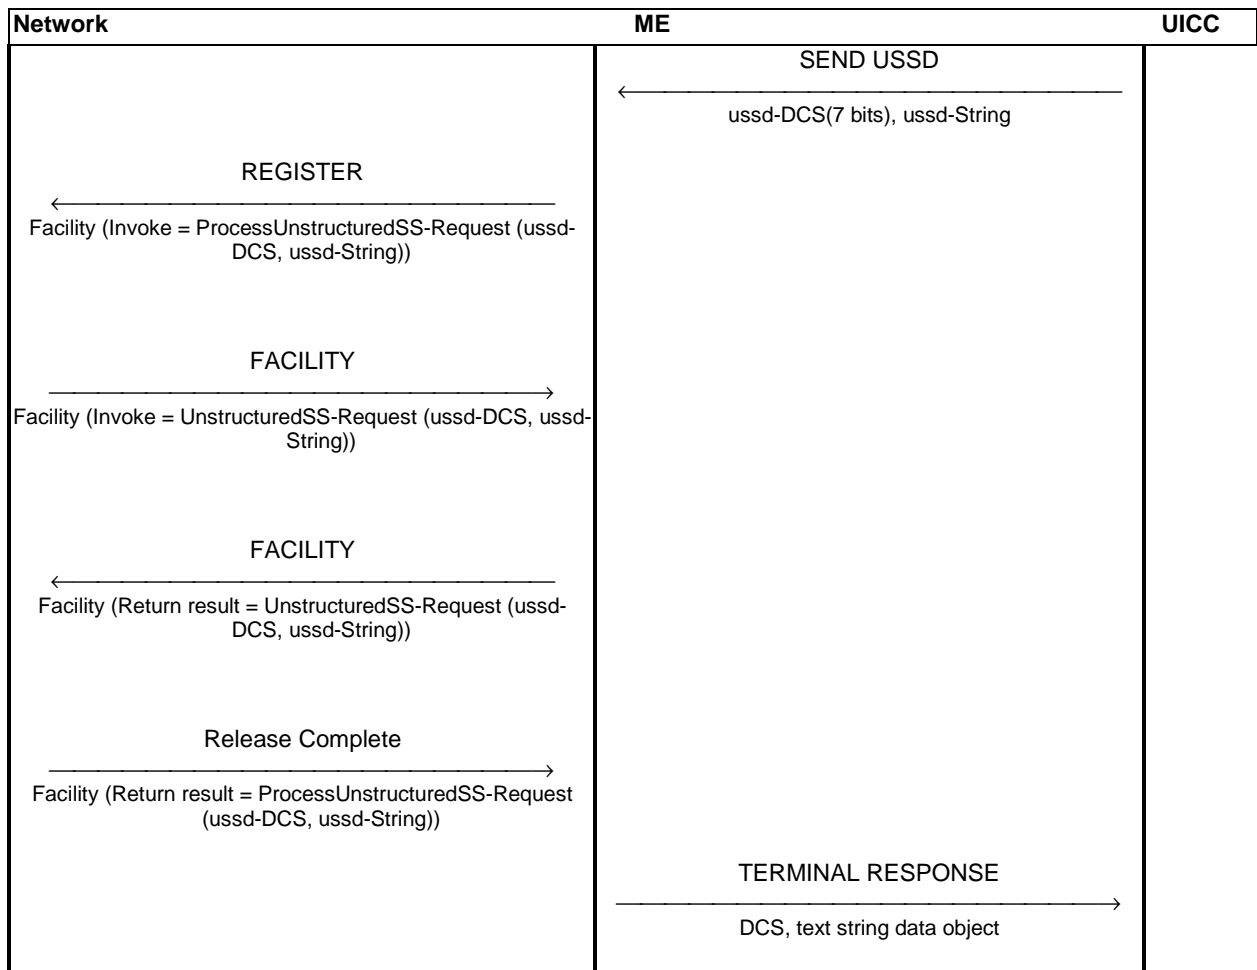 Network ME UICC
SEND USSD
ussd-DCS(7 bits), ussd-String
REGISTER
Facility (Invoke = ProcessUnstructuredSS-Request (ussd-
DCS, ussd-String))
FACILITY
Facility (Invoke = UnstructuredSS-Request (ussd-DCS, ussd-
String))
FACILITY
Facility (Return result = UnstructuredSS-Request (ussd-
DCS, ussd-String))
Release Complete
Facility (Return result = ProcessUnstructuredSS-Request
(ussd-DCS, ussd-String))
TERMINAL RESPONSE
DCS, text string data object